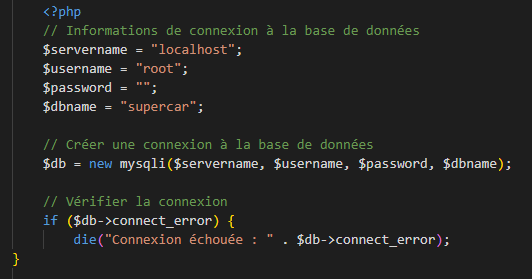 <?php
// Informations de connexion à la base de données
$servername = "localhost";
$username = "root";
$password = "";
$dbname = "supercar";
// Créer une connexion à la base de données
$db = new mysqli($servername, $username, $password, $dbname);
// Vérifier la connexion
if ($db->connect_error) {
die("Connexion échouée : " . $db->connect_error);
}